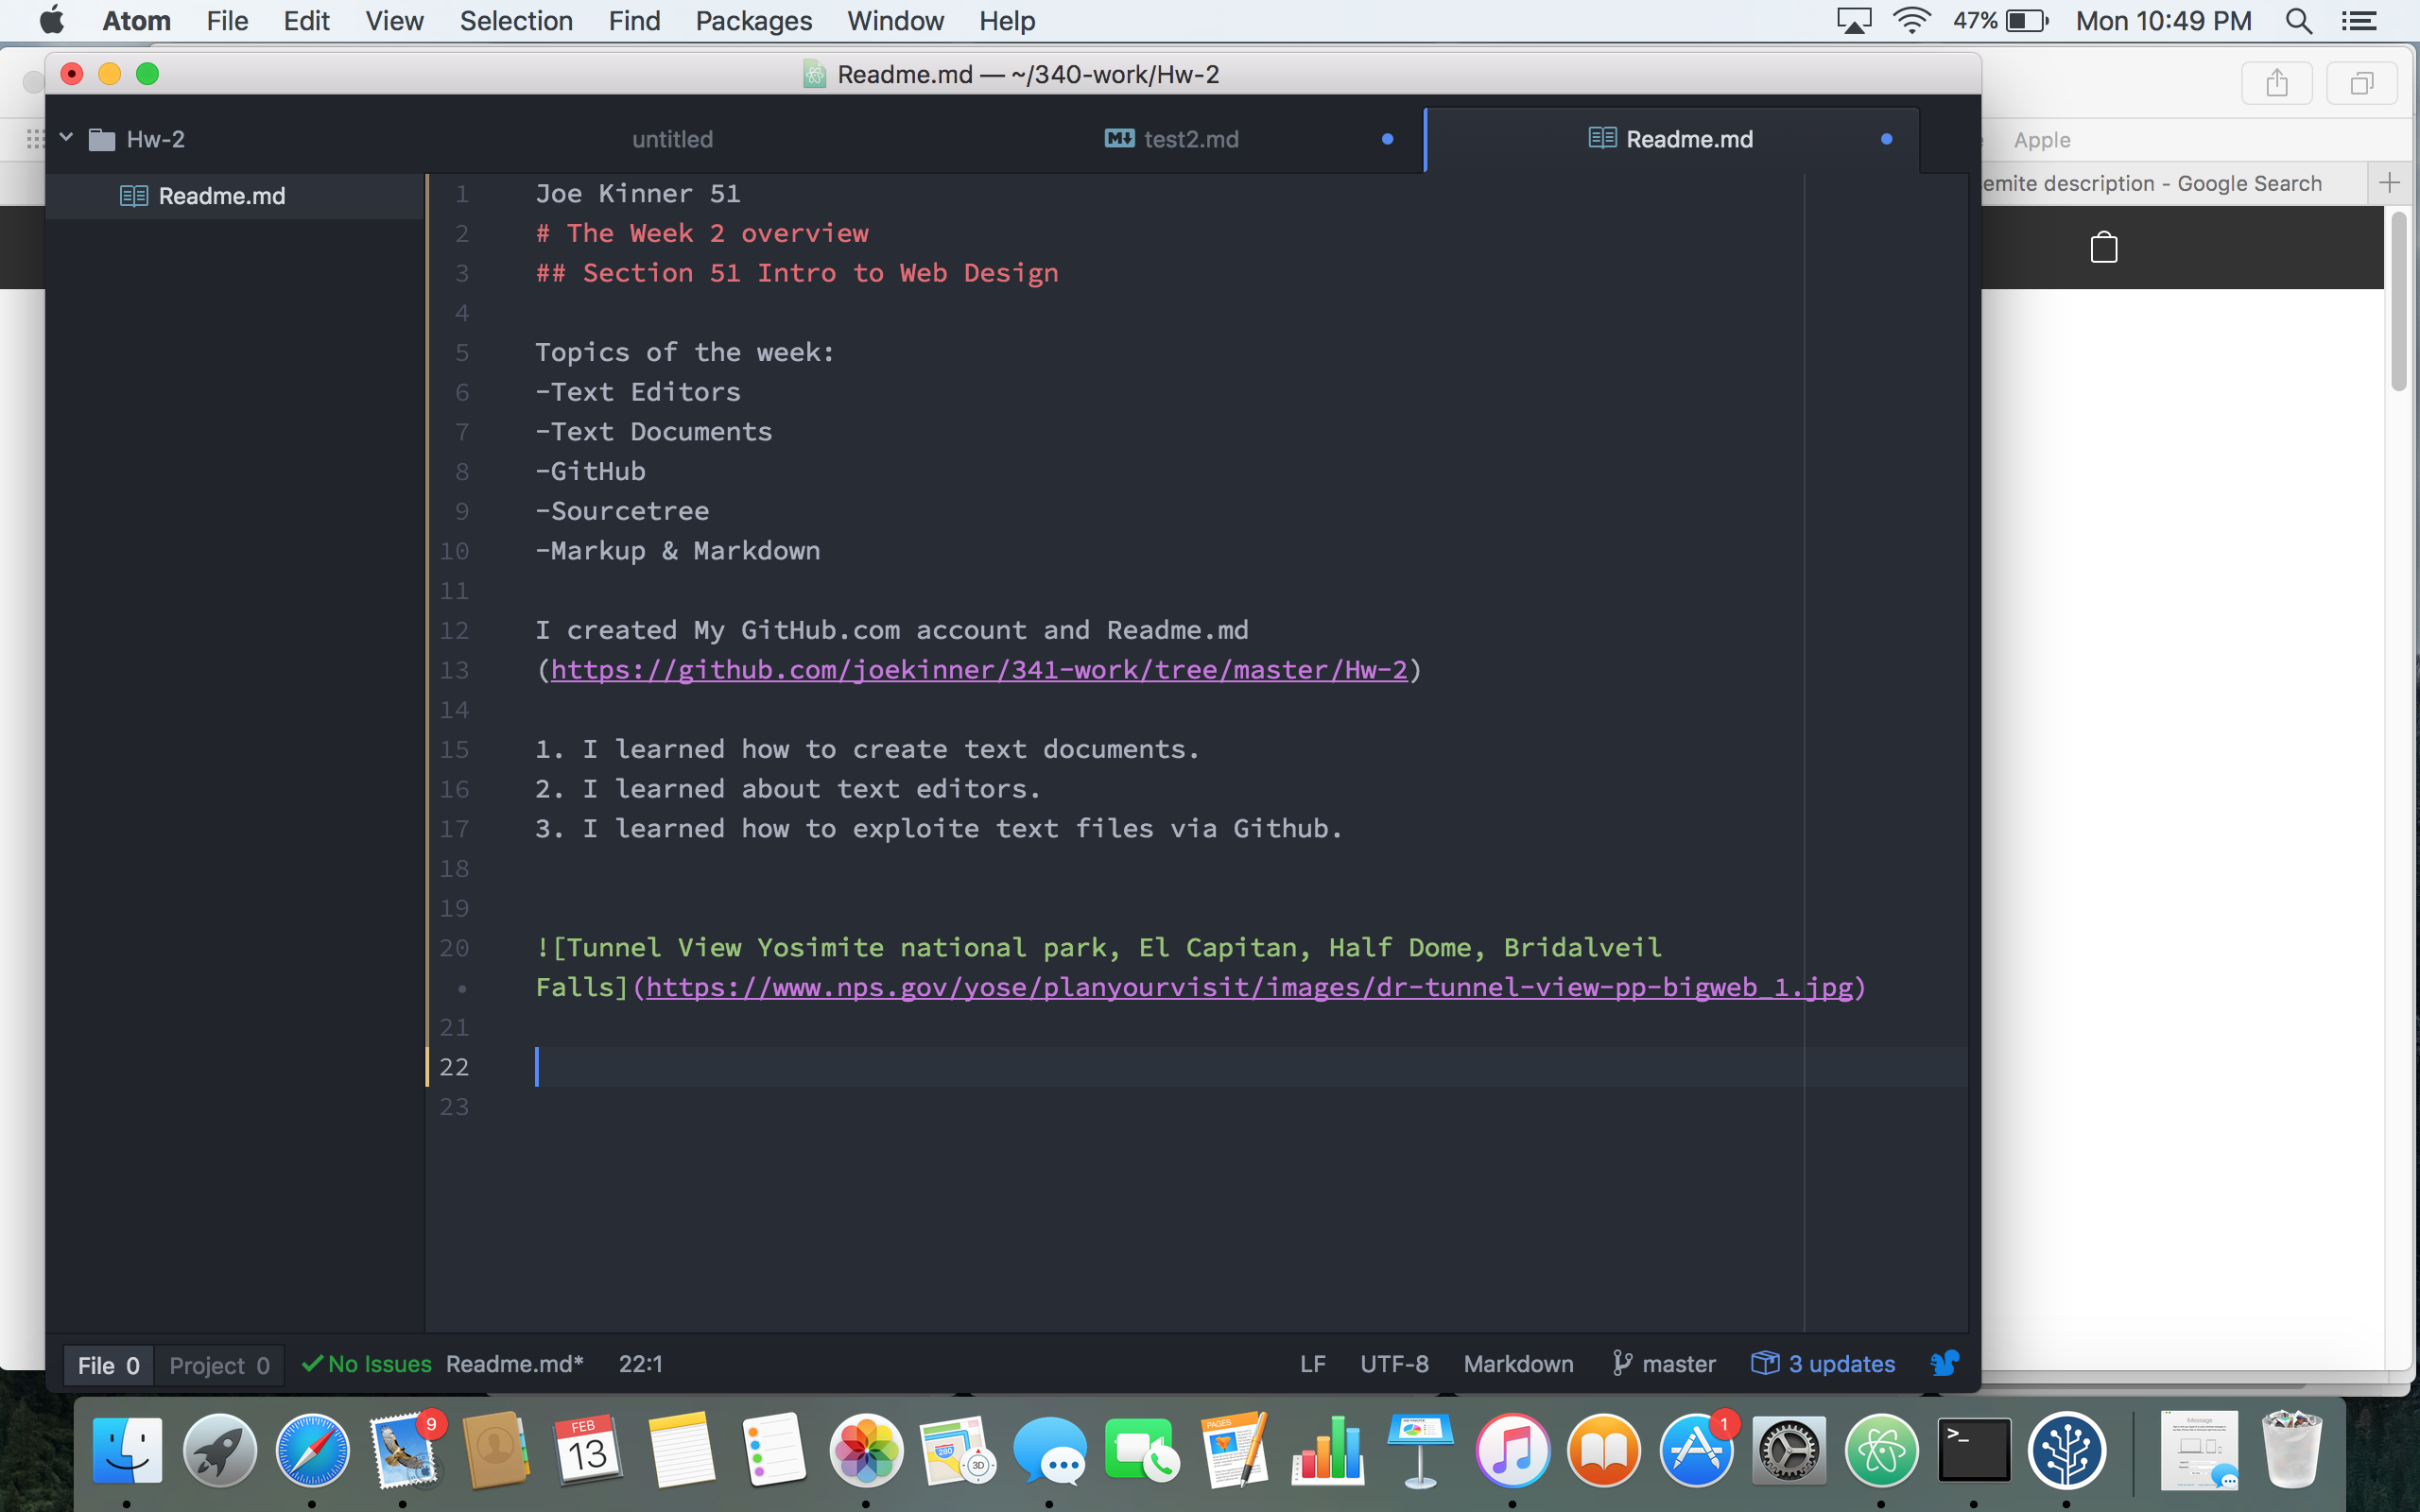 Atom File Edit View Selection Find Packages Window Help 47% Mon 10:49 PM
Readme.md — ~/340-work/Hw-2
Hw-2 untitled test2.md Readme.md
Apple
Readme.md
emite description - Google Search
1 Joe Kinner 51
2 # The Week 2 overview
3 ## Section 51 Intro to Web Design
4
5 Topics of the week:
6 -Text Editors
7 -Text Documents
8 -GitHub
9 -Sourcetree
10 -Markup & Markdown
11
12 I created My GitHub.com account and Readme.md
13 (https://github.com/joekinner/341-work/tree/master/Hw-2)
14
15 1. I learned how to create text documents.
16 2. I learned about text editors.
17 3. I learned how to exploite text files via Github.
18
19
20 ![Tunnel View Yosimite national park, El Capitan, Half Dome, Bridalveil
• Falls](https://www.nps.gov/yose/planyourvisit/images/dr-tunnel-view-pp-bigweb_1.jpg)
21
22
23
File 0 Project 0 No Issues Readme.md* 22:1 LF UTF-8 Markdown master 3 updates
9
FEB
13
280
3D
PAGES
KEYNOTE
1
>_
iMessage